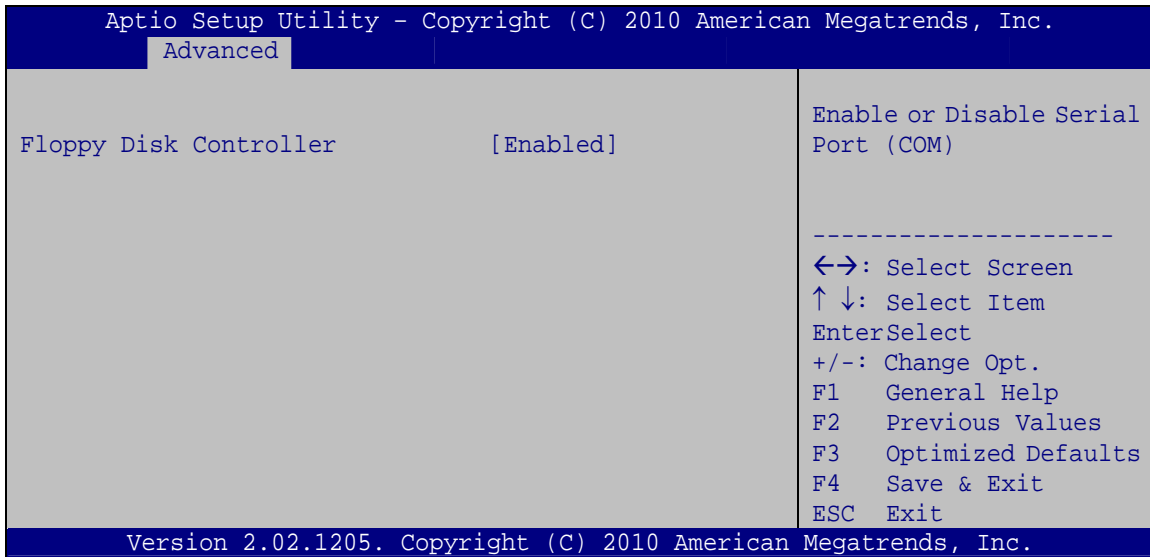 Aptio Setup Utility – Copyright (C) 2010 American Megatrends, Inc.
Advanced
Floppy Disk Controller [Enabled]
Enable or Disable Serial
Port (COM)
---------------------
←→: Select Screen
↑ ↓: Select Item
EnterSelect
+/-: Change Opt.
F1 General Help
F2 Previous Values
F3 Optimized Defaults
F4 Save & Exit
ESC Exit
Version 2.02.1205. Copyright (C) 2010 American Megatrends, Inc.